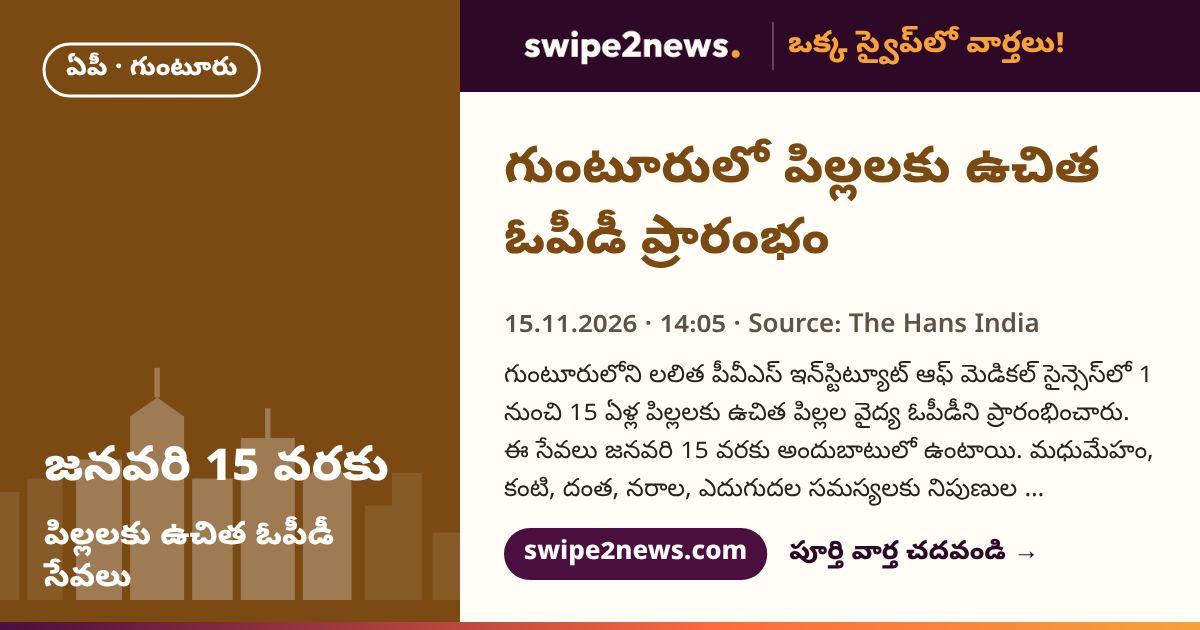 ఏపీ · గుంటూరు
జనవరి 15 వరకు
పిల్లలకు ఉచిత ఓపీడీ
సేవలు
swipe2news.
ఒక్క స్వైప్‌లో వార్తలు!
గుంటూరులో పిల్లలకు ఉచిత
ఓపీడీ ప్రారంభం
15.11.2026 · 14:05 · Source: The Hans India
గుంటూరులోని లలిత పీవీఎస్ ఇన్‌స్టిట్యూట్ ఆఫ్ మెడికల్ సైన్సెస్‌లో 1
నుంచి 15 ఏళ్ల పిల్లలకు ఉచిత పిల్లల వైద్య ఓపీడీని ప్రారంభించారు.
ఈ సేవలు జనవరి 15 వరకు అందుబాటులో ఉంటాయి. మధుమేహం,
కంటి, దంత, నరాల, ఎదుగుదల సమస్యలకు నిపుణుల ...
swipe2news.com
పూర్తి వార్త చదవండి →